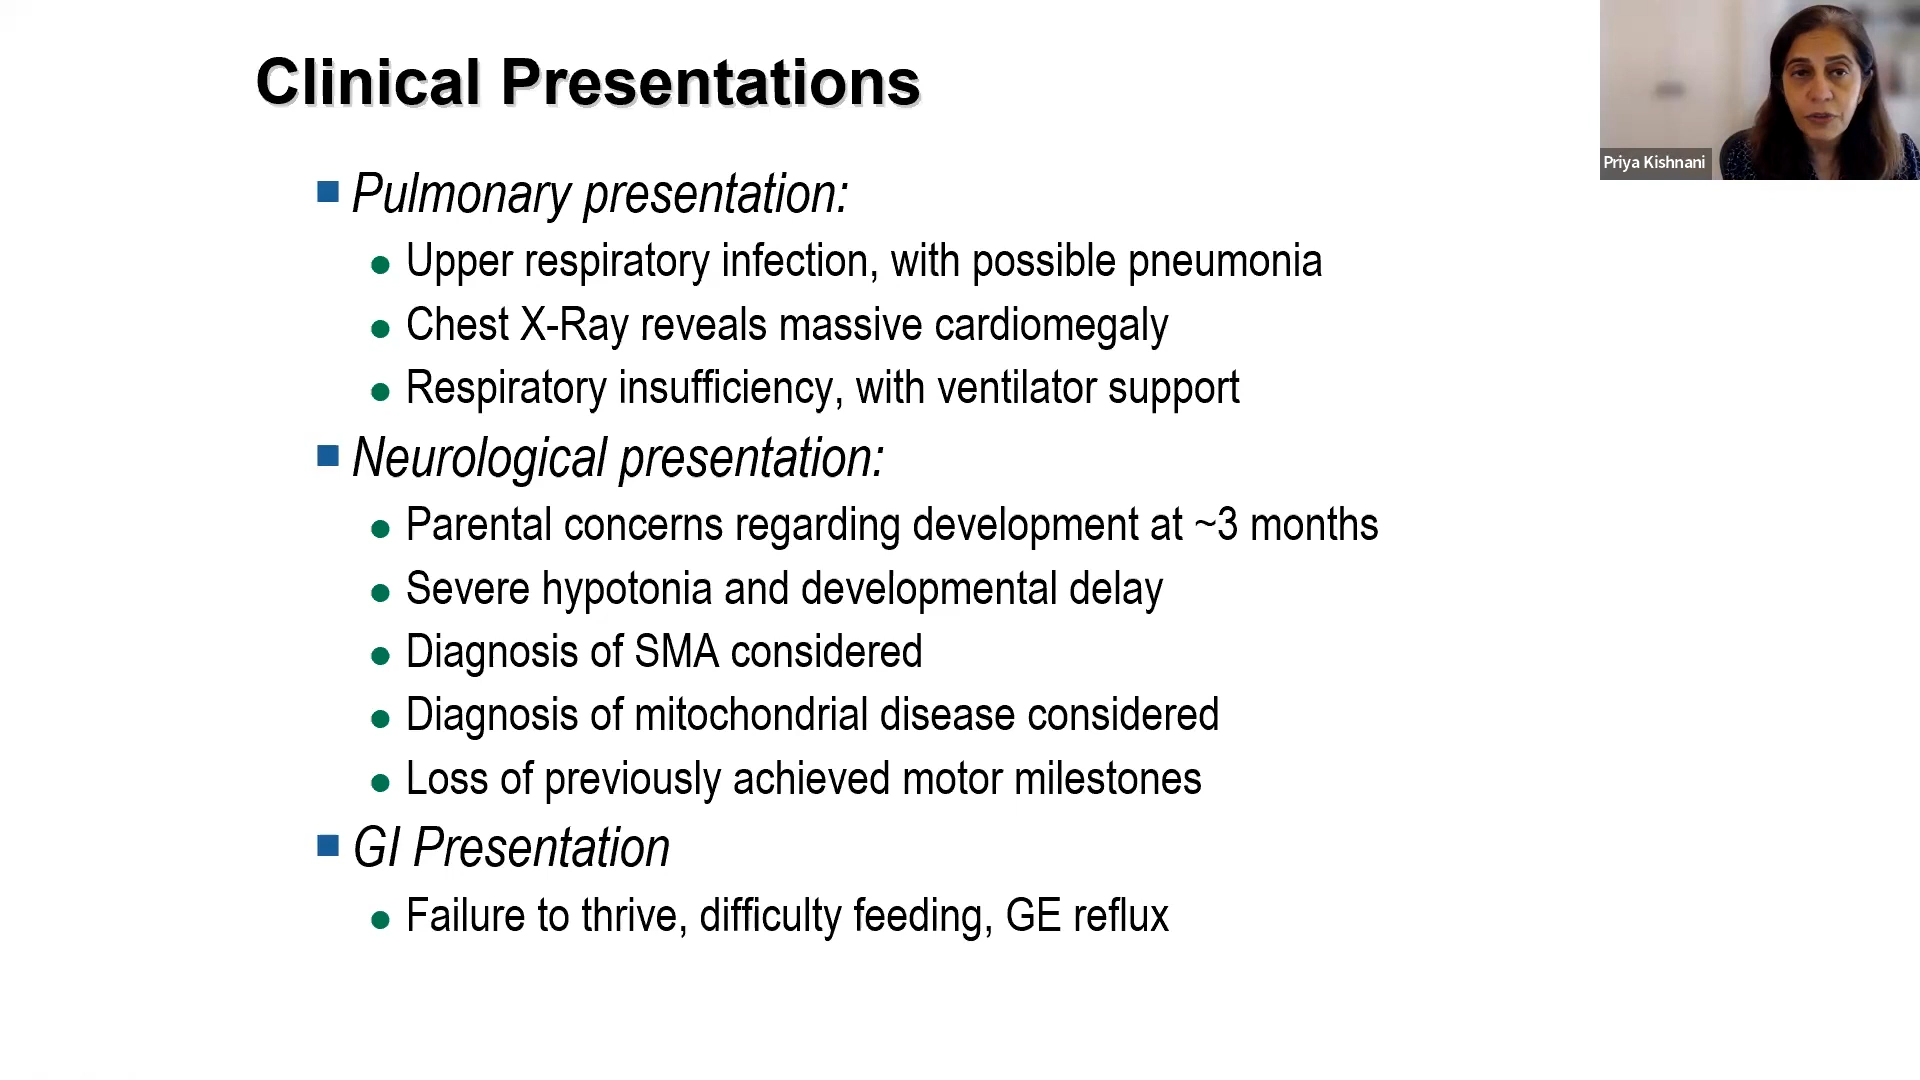 Clinical Presentations
Priya Kishnani
Pulmonary presentation:
Upper respiratory infection, with possible pneumonia
Chest X-Ray reveals massive cardiomegaly
Respiratory insufficiency, with ventilator support
Neurological presentation:
Parental concerns regarding development at ~3 months
Severe hypotonia and developmental delay
Diagnosis of SMA considered
Diagnosis of mitochondrial disease considered
Loss of previously achieved motor milestones
GI Presentation
Failure to thrive, difficulty feeding, GE reflux